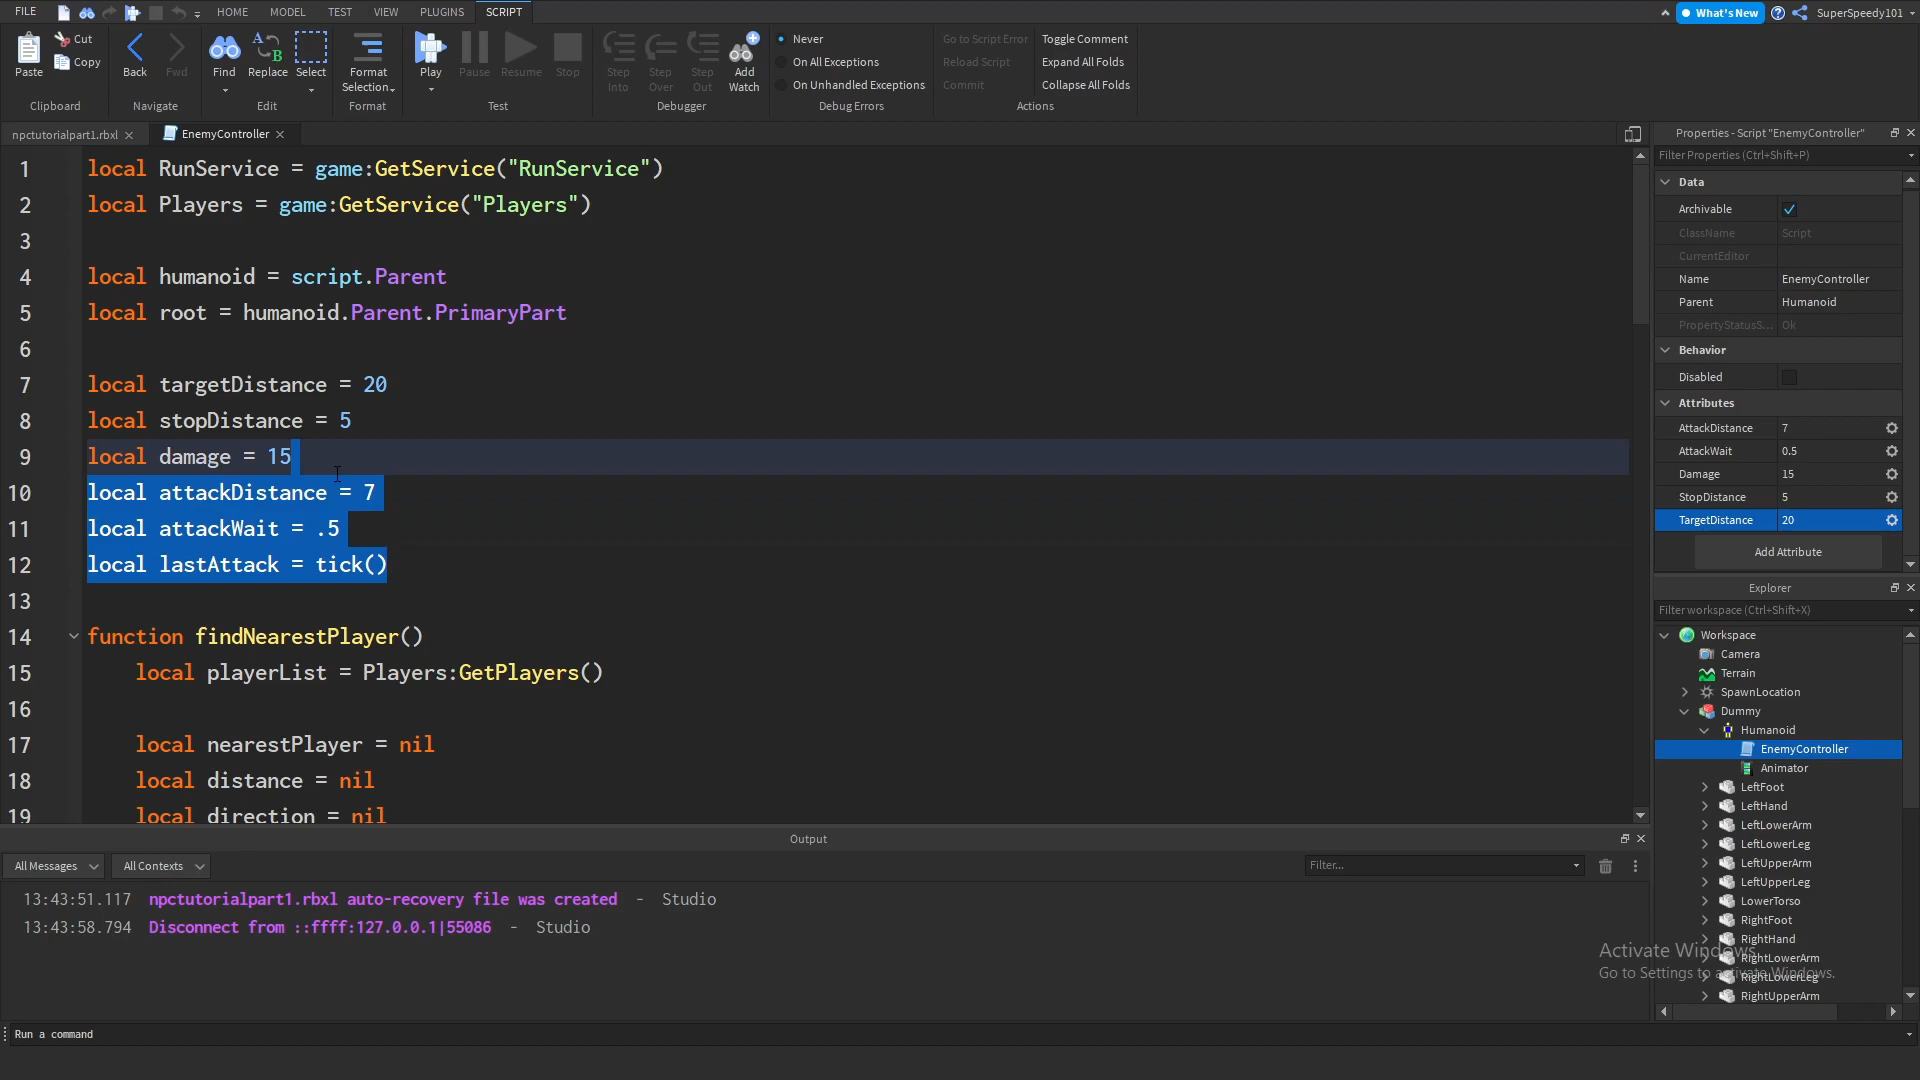 FILE HOME MODEL TEST VIEW PLUGINS SCRIPT What's New SuperSpeedy101
Paste Cut Copy Clipboard
Back Fwd Navigate
Find Replace Select Edit
Format Selection Format
Play Pause Resume Stop Test
Step Into Step Over Step Out Add Watch Debugger
Never
On All Exceptions
On Unhandled Exceptions
Debug Errors
Go to Script Error Toggle Comment
Reload Script Expand All Folds
Commit Collapse All Folds
Actions
npctutorialpart1.rbxl EnemyController
1 local RunService = game:GetService("RunService")
2 local Players = game:GetService("Players")
3
4 local humanoid = script.Parent
5 local root = humanoid.Parent.PrimaryPart
6
7 local targetDistance = 20
8 local stopDistance = 5
9 local damage = 15
10 local attackDistance = 7
11 local attackWait = .5
12 local lastAttack = tick()
13
14 function findNearestPlayer()
15 local playerList = Players:GetPlayers()
16
17 local nearestPlayer = nil
18 local distance = nil
19 local direction = nil
Output
All Messages All Contexts Filter...
13:43:51.117 npctutorialpart1.rbxl auto-recovery file was created - Studio
13:43:58.794 Disconnect from ::ffff:127.0.0.1|55086 - Studio
Run a command
Properties - Script "EnemyController"
Filter Properties (Ctrl+Shift+P)
Data
Archivable
ClassName Script
CurrentEditor
Name EnemyController
Parent Humanoid
PropertyStatusS... Ok
Behavior
Disabled
Attributes
AttackDistance 7
AttackWait 0.5
Damage 15
StopDistance 5
TargetDistance 20
Add Attribute
Explorer
Filter workspace (Ctrl+Shift+X)
Workspace
Camera
Terrain
SpawnLocation
Dummy
Humanoid
EnemyController
Animator
LeftFoot
LeftHand
LeftLowerArm
LeftLowerLeg
LeftUpperArm
LeftUpperLeg
LowerTorso
RightFoot
RightHand
RightLowerArm
RightLowerLeg
RightUpperArm
Activate Windows
Go to Settings to activate Windows.